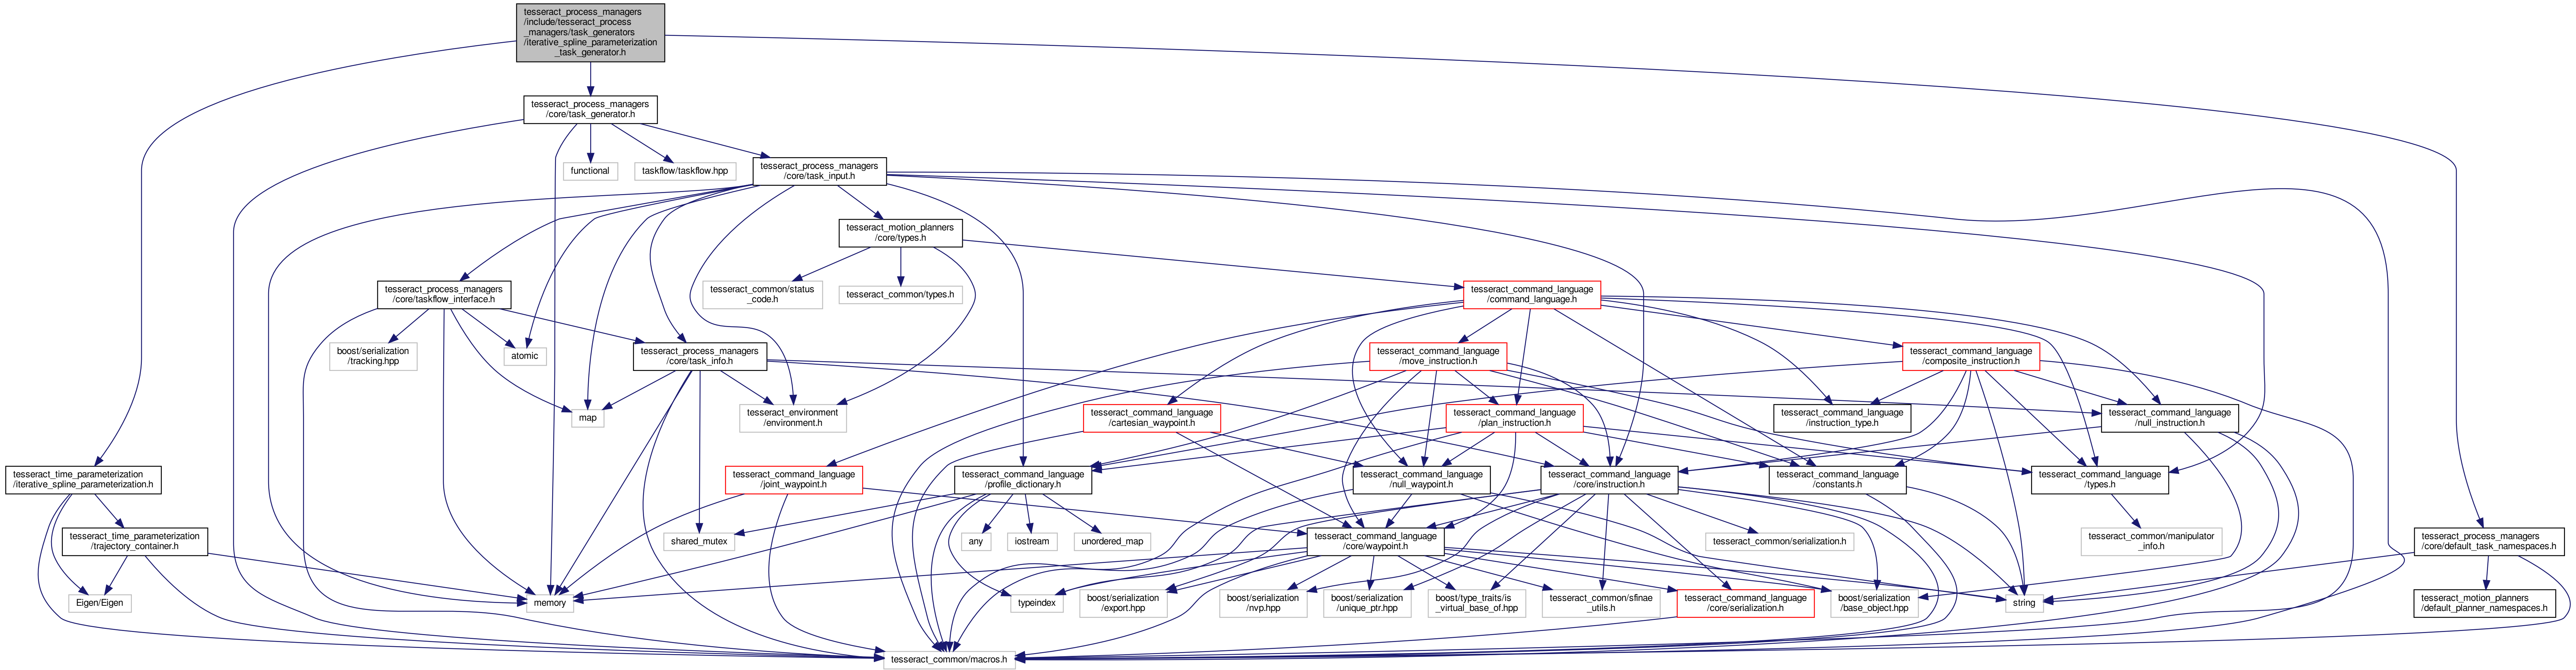 tesseract_process_managers
/include/tesseract_process
_managers/task_generators
/iterative_spline_parameterization
_task_generator.h
tesseract_process_managers
/core/task_generator.h
functional
taskflow/taskflow.hpp
tesseract_process_managers
/core/task_input.h
tesseract_motion_planners
/core/types.h
tesseract_process_managers
/core/taskflow_interface.h
tesseract_common/status
_code.h
tesseract_common/types.h
tesseract_command_language
/command_language.h
boost/serialization
/tracking.hpp
atomic
tesseract_process_managers
/core/task_info.h
tesseract_command_language
/move_instruction.h
tesseract_command_language
/composite_instruction.h
map
tesseract_environment
/environment.h
tesseract_command_language
/cartesian_waypoint.h
tesseract_command_language
/plan_instruction.h
tesseract_command_language
/instruction_type.h
tesseract_command_language
/null_instruction.h
tesseract_time_parameterization
/iterative_spline_parameterization.h
tesseract_command_language
/joint_waypoint.h
tesseract_command_language
/profile_dictionary.h
tesseract_command_language
/null_waypoint.h
tesseract_command_language
/core/instruction.h
tesseract_command_language
/constants.h
tesseract_command_language
/types.h
tesseract_time_parameterization
/trajectory_container.h
shared_mutex
any
iostream
unordered_map
tesseract_command_language
/core/waypoint.h
tesseract_common/serialization.h
tesseract_common/manipulator
_info.h
tesseract_process_managers
/core/default_task_namespaces.h
Eigen/Eigen
memory
typeindex
boost/serialization
/export.hpp
boost/serialization
/nvp.hpp
boost/serialization
/unique_ptr.hpp
boost/type_traits/is
_virtual_base_of.hpp
tesseract_common/sfinae
_utils.h
tesseract_command_language
/core/serialization.h
boost/serialization
/base_object.hpp
string
tesseract_motion_planners
/default_planner_namespaces.h
tesseract_common/macros.h